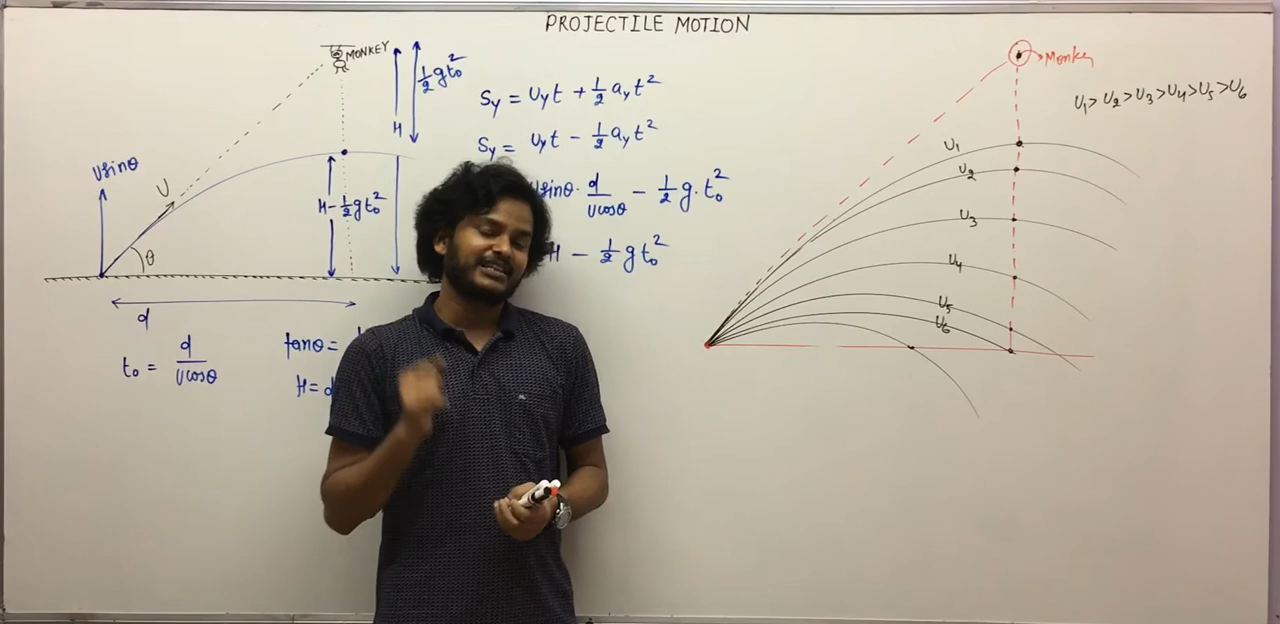 PROJECTILE MOTION
MONKEY
½gt₀²
H
Usinθ
U
H-½gt₀²
θ
d
t₀ = d/Ucosθ
tanθ=
H=d
Sy = Uyt + ½ayt²
Sy = Uyt - ½ayt²
Usinθ· d/Ucosθ - ½g.t₀²
H - ½gt₀²
Monkey
U₁>U₂>U₃>U₄>U₅>U₆
U₁
U₂
U₃
U₄
U₅
U₆